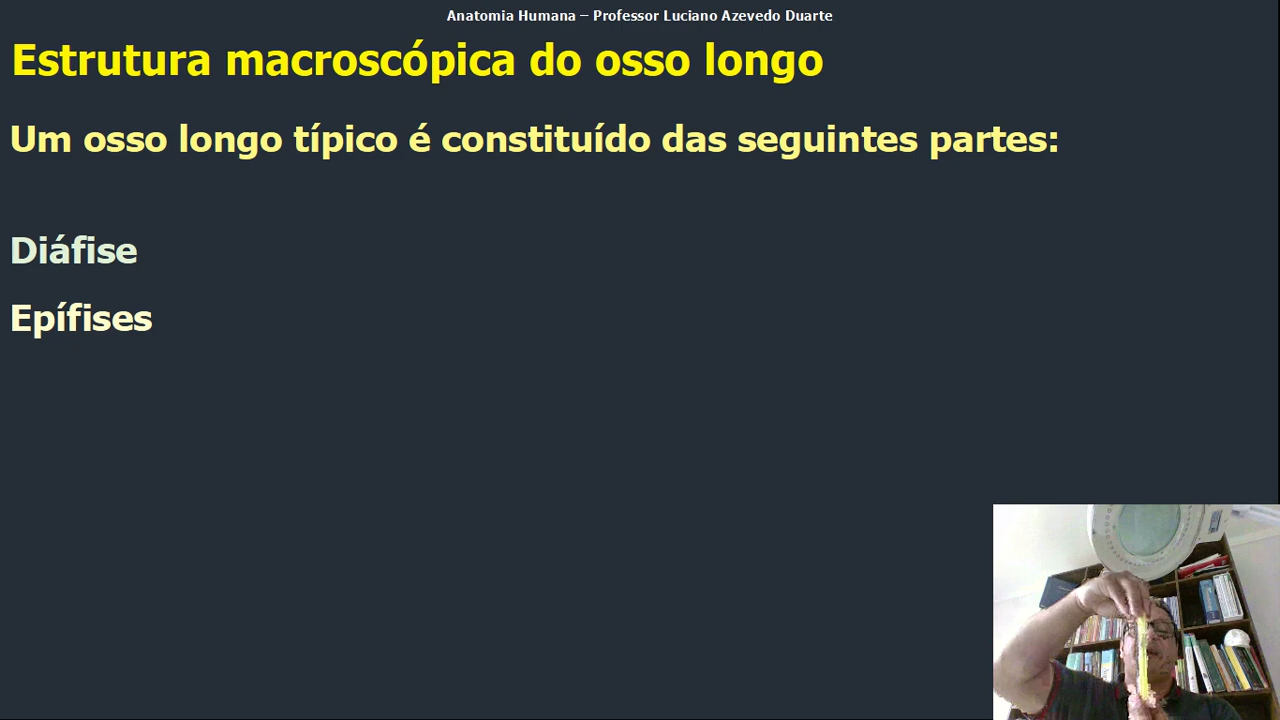 Anatomia Humana – Professor Luciano Azevedo Duarte
Estrutura macroscópica do osso longo
Um osso longo típico é constituído das seguintes partes:
Diáfise
Epífises